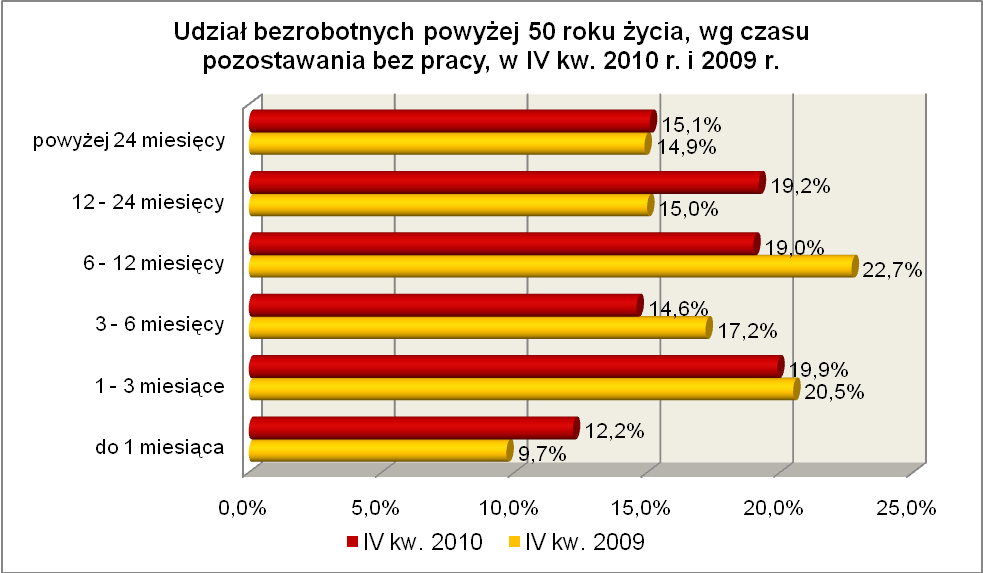 Udział bezrobotnych powyżej 50 roku życia, wg czasu
pozostawania bez pracy, w IV kw. 2010 r. i 2009 r.
powyżej 24 miesięcy
15,1%
14,9%
12 - 24 miesięcy
19,2%
15,0%
6 - 12 miesięcy
19,0%
22,7%
3 - 6 miesięcy
14,6%
17,2%
1 - 3 miesiące
19,9%
20,5%
do 1 miesiąca
12,2%
9,7%
0,0% 5,0% 10,0% 15,0% 20,0% 25,0%
IV kw. 2010 IV kw. 2009